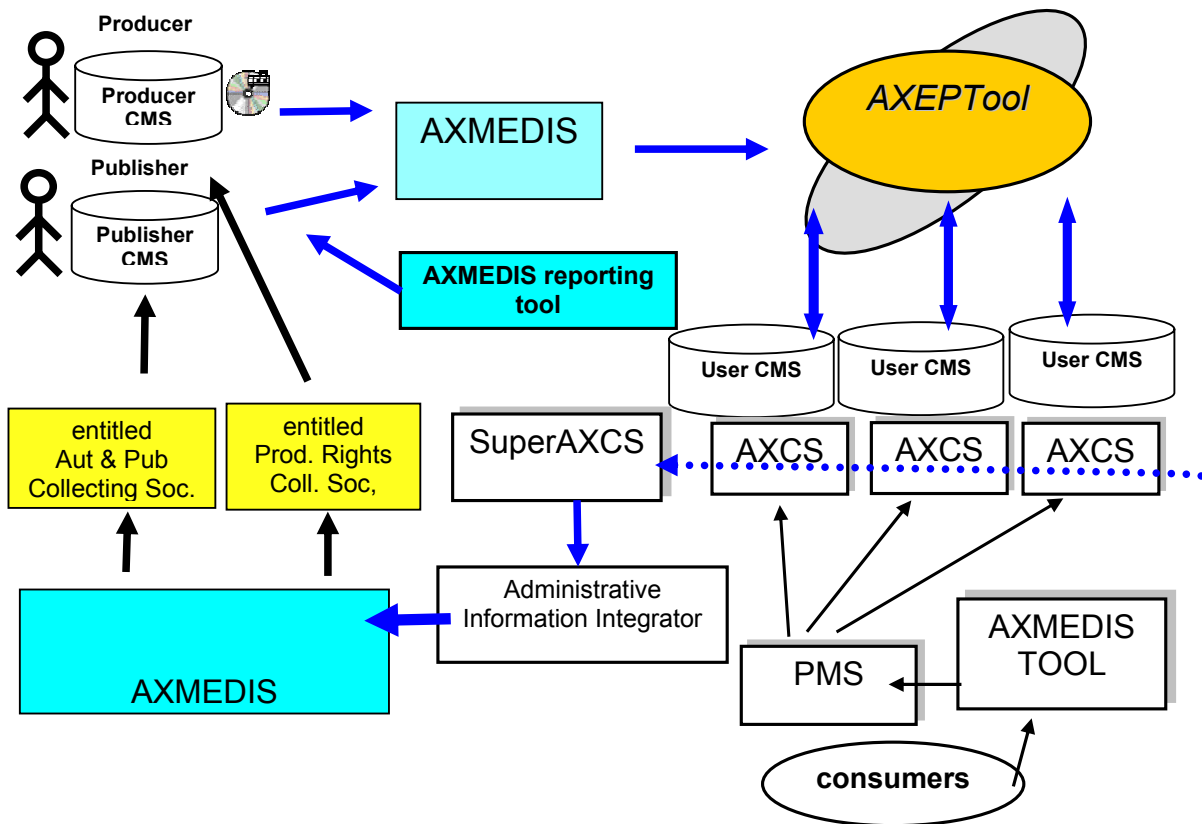 Producer
Producer
CMS
AXMEDIS
AXEPTool
Publisher
Publisher
CMS
AXMEDIS reporting
tool
User CMS
User CMS
User CMS
entitled
Aut & Pub
Collecting Soc.
entitled
Prod. Rights
Coll. Soc,
SuperAXCS
AXCS
AXCS
AXCS
Administrative
Information Integrator
AXMEDIS
TOOL
PMS
AXMEDIS
consumers